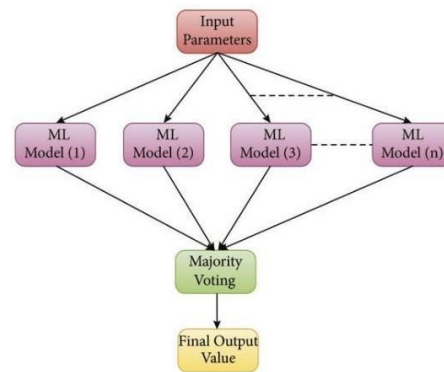 Input
Parameters
ML
Model (1)
ML
Model (2)
ML
Model (3)
ML
Model (n)
Majority
Voting
Final Output
Value